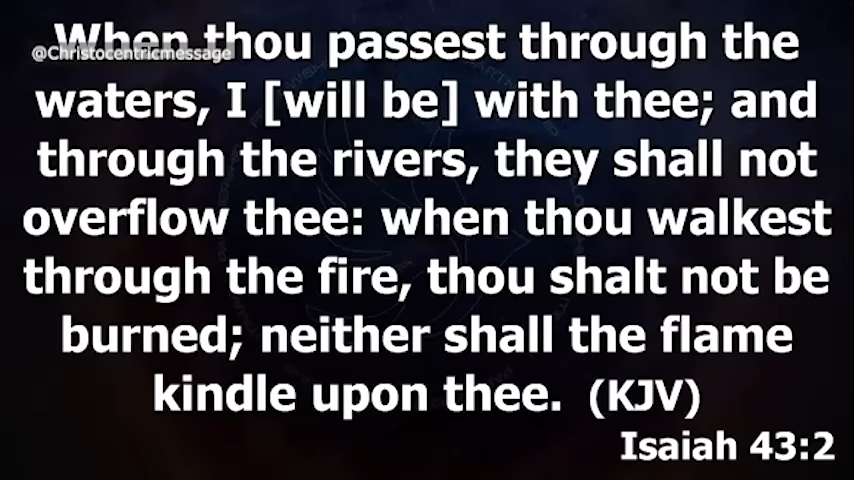 When thou passest through the
@Christocentricmessage
waters, I [will be] with thee; and
through the rivers, they shall not
overflow thee: when thou walkest
through the fire, thou shalt not be
burned; neither shall the flame
kindle upon thee. (KJV)
Isaiah 43:2